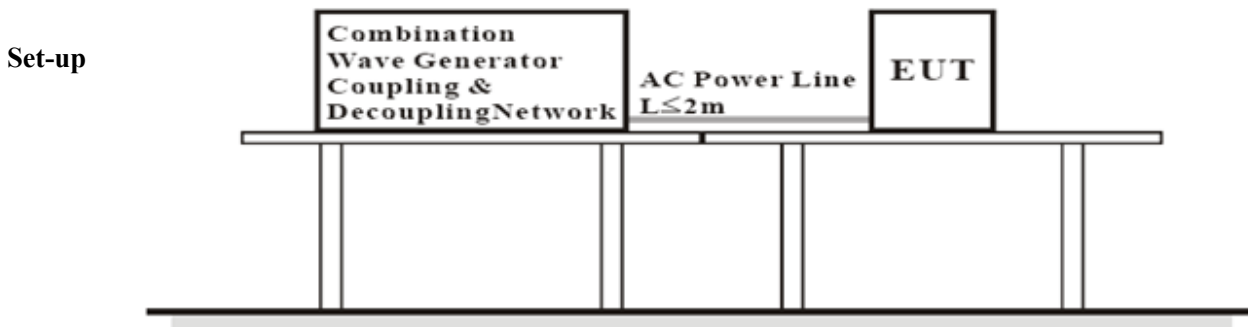 Set-up
Combination
Wave Generator
Coupling &
DecouplingNetwork
AC Power Line
L≤2m
EUT